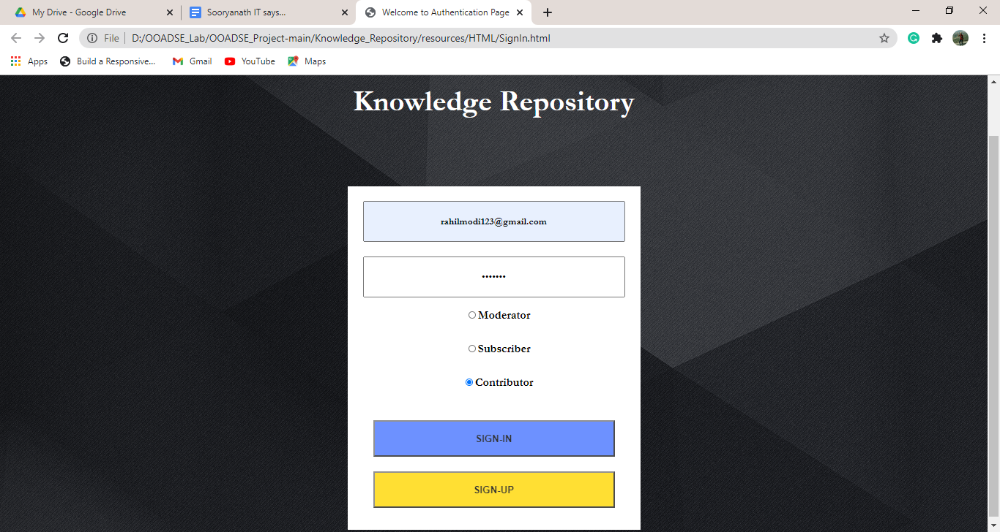 My Drive - Google Drive
Sooryanath IT says...
Welcome to Authentication Page
File
D:/OOADSE_Lab/OOADSE_Project-main/Knowledge_Repository/resources/HTML/SignIn.html
Apps
Build a Responsive...
Gmail
YouTube
Maps
Knowledge Repository
rahilmodi123@gmail.com
•••••••
Moderator
Subscriber
Contributor
SIGN-IN
SIGN-UP